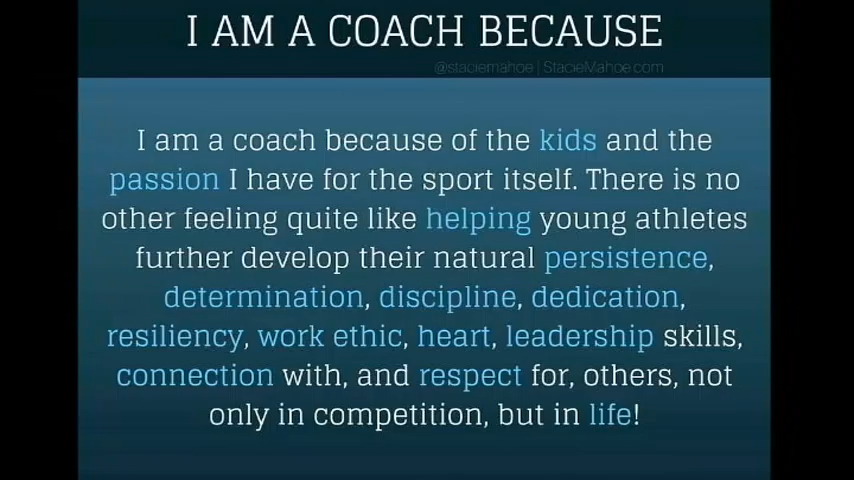 I AM A COACH BECAUSE
@staciemahoe | StacieMahoe.com
I am a coach because of the kids and the
passion I have for the sport itself. There is no
other feeling quite like helping young athletes
further develop their natural persistence,
determination, discipline, dedication,
resiliency, work ethic, heart, leadership skills,
connection with, and respect for, others, not
only in competition, but in life!